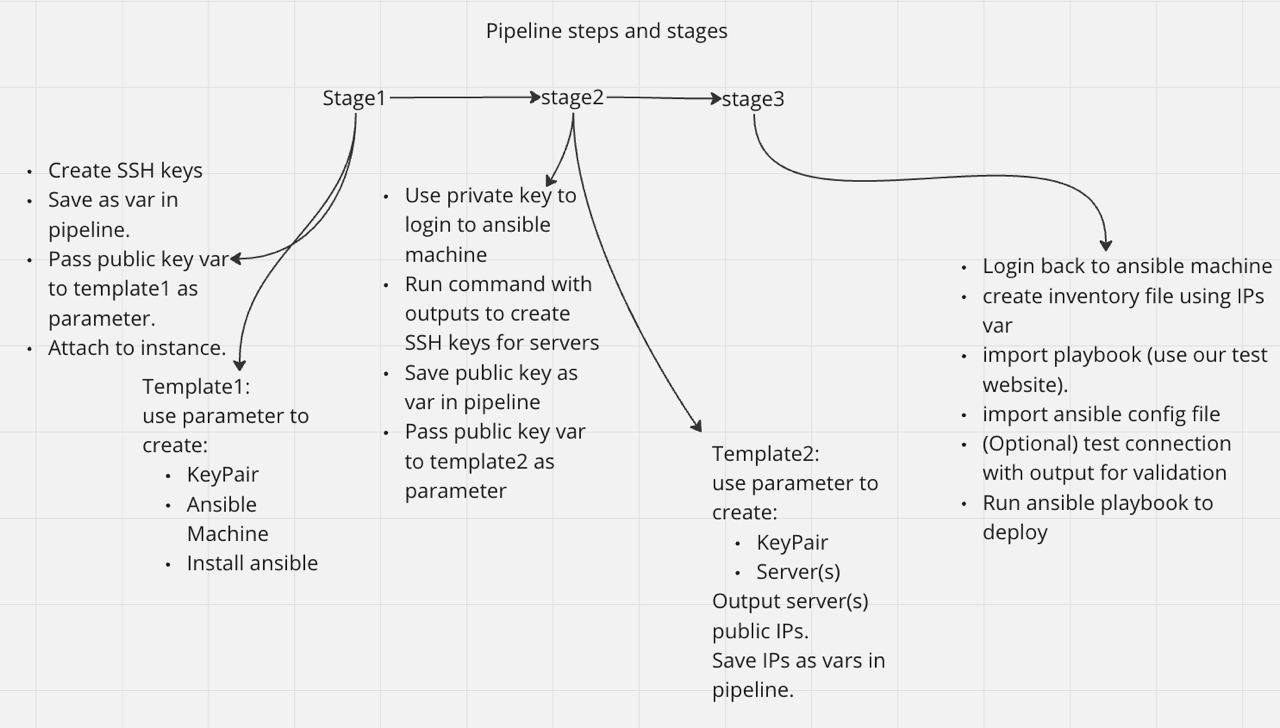 Pipeline steps and stages
Stage1
stage2
stage3
• Create SSH keys
• Save as var in
pipeline.
• Pass public key var
to template1 as
parameter.
• Attach to instance.
Template1:
use parameter to
create:
• KeyPair
• Ansible
Machine
• Install ansible
• Use private key to
login to ansible
machine
• Run command with
outputs to create
SSH keys for servers
• Save public key as
var in pipeline
• Pass public key var
to template2 as
parameter
Template2:
use parameter to
create:
• KeyPair
• Server(s)
Output server(s)
public IPs.
Save IPs as vars in
pipeline.
• Login back to ansible machine
• create inventory file using IPs
var
• import playbook (use our test
website).
• import ansible config file
• (Optional) test connection
with output for validation
• Run ansible playbook to
deploy